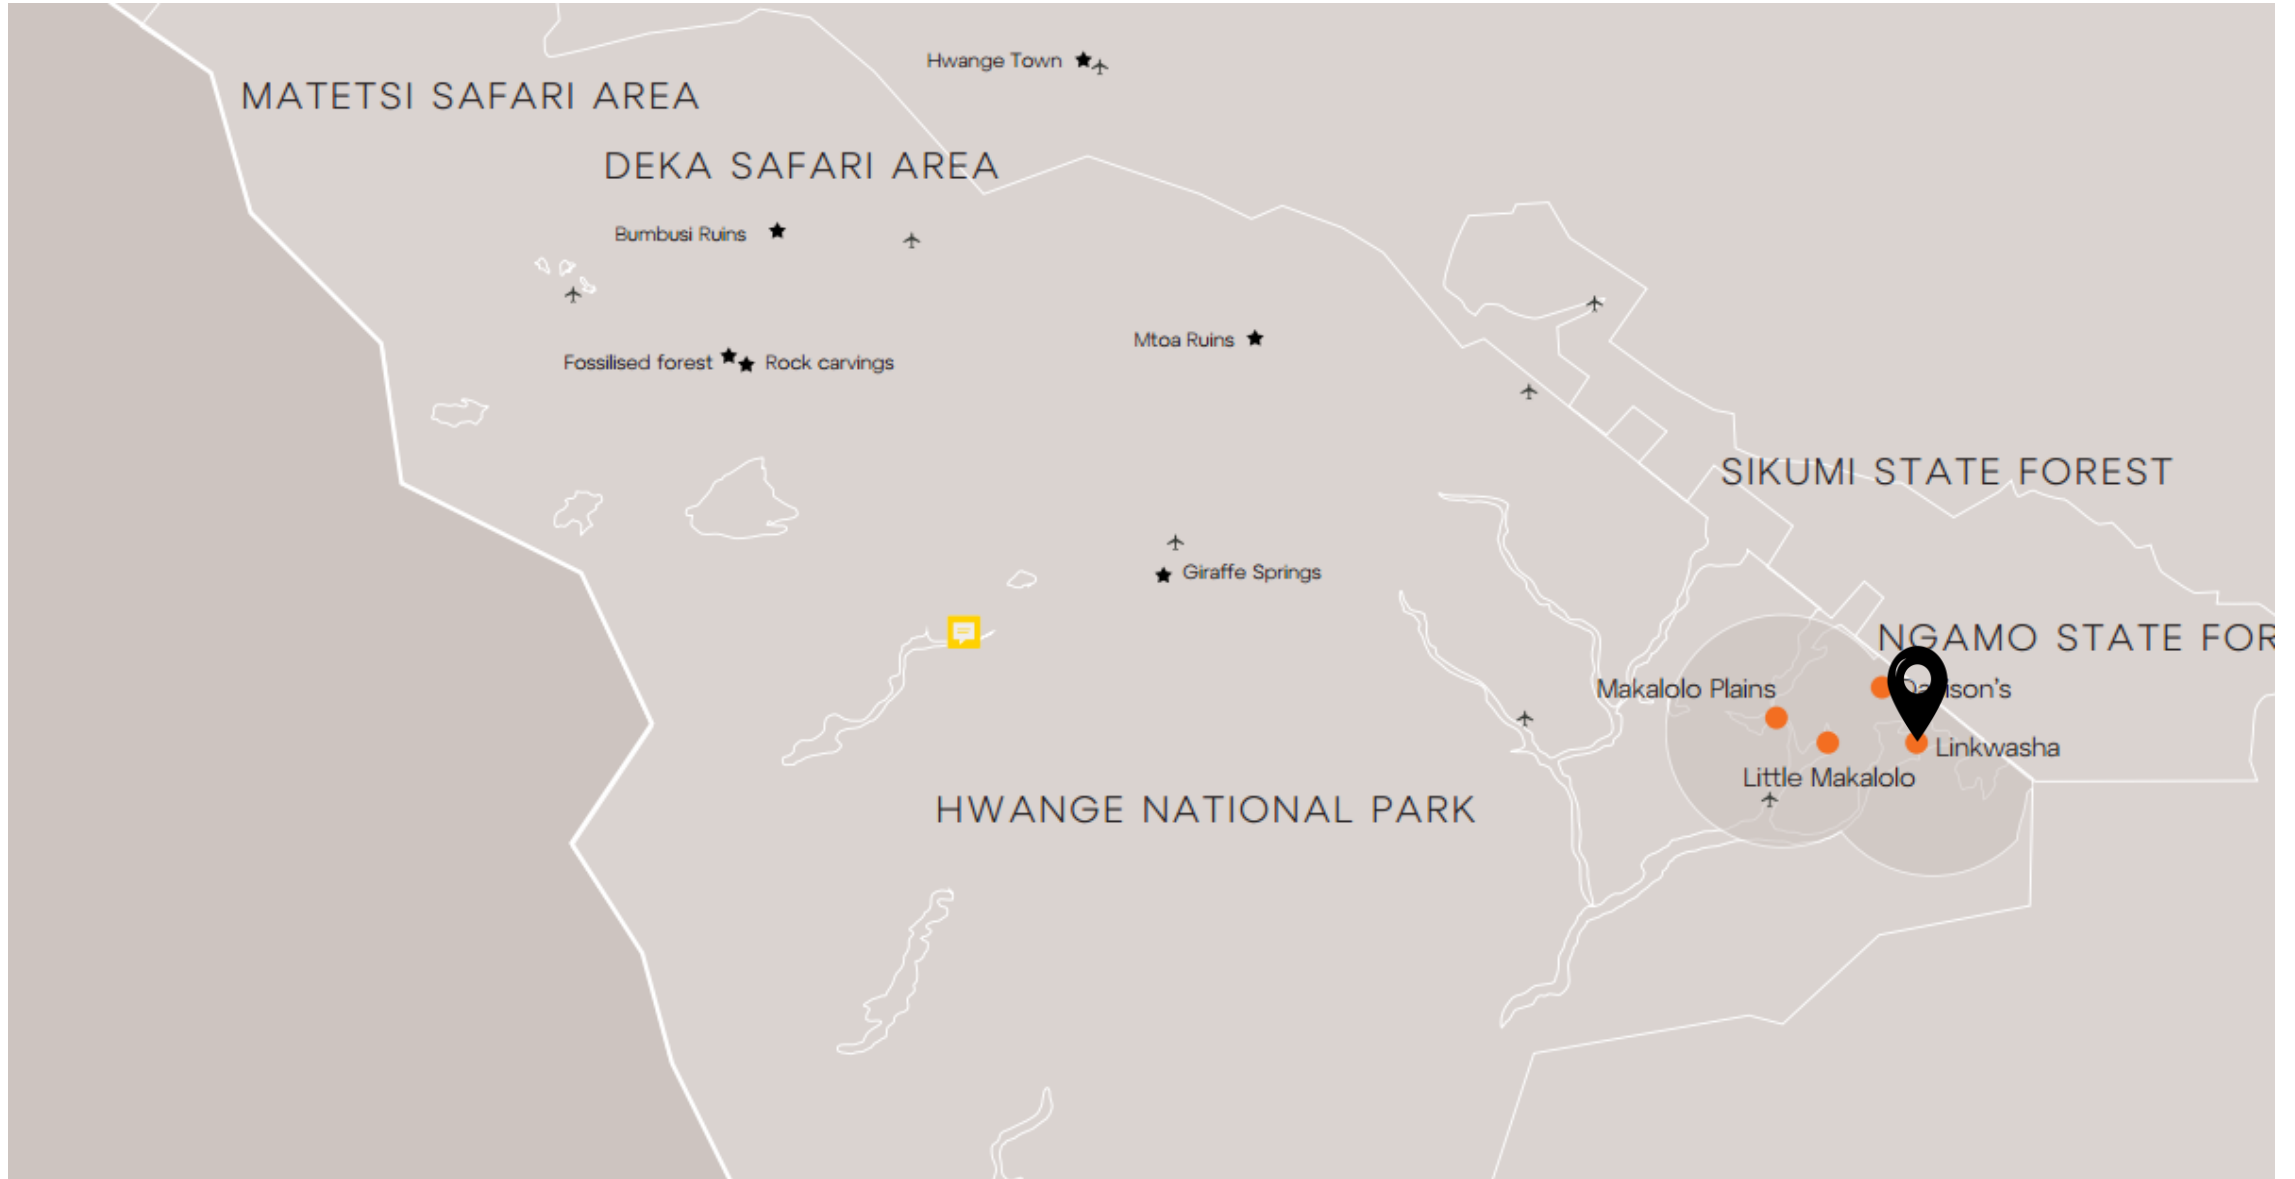 Hwange Town
MATETSI SAFARI AREA
DEKA SAFARI AREA
Bumbusi Ruins
Mtoa Ruins
Fossilised forest
Rock carvings
SIKUMI STATE FOREST
Giraffe Springs
NGAMO STATE FOR
Makalolo Plains
Linkwasha
Little Makalolo
HWANGE NATIONAL PARK